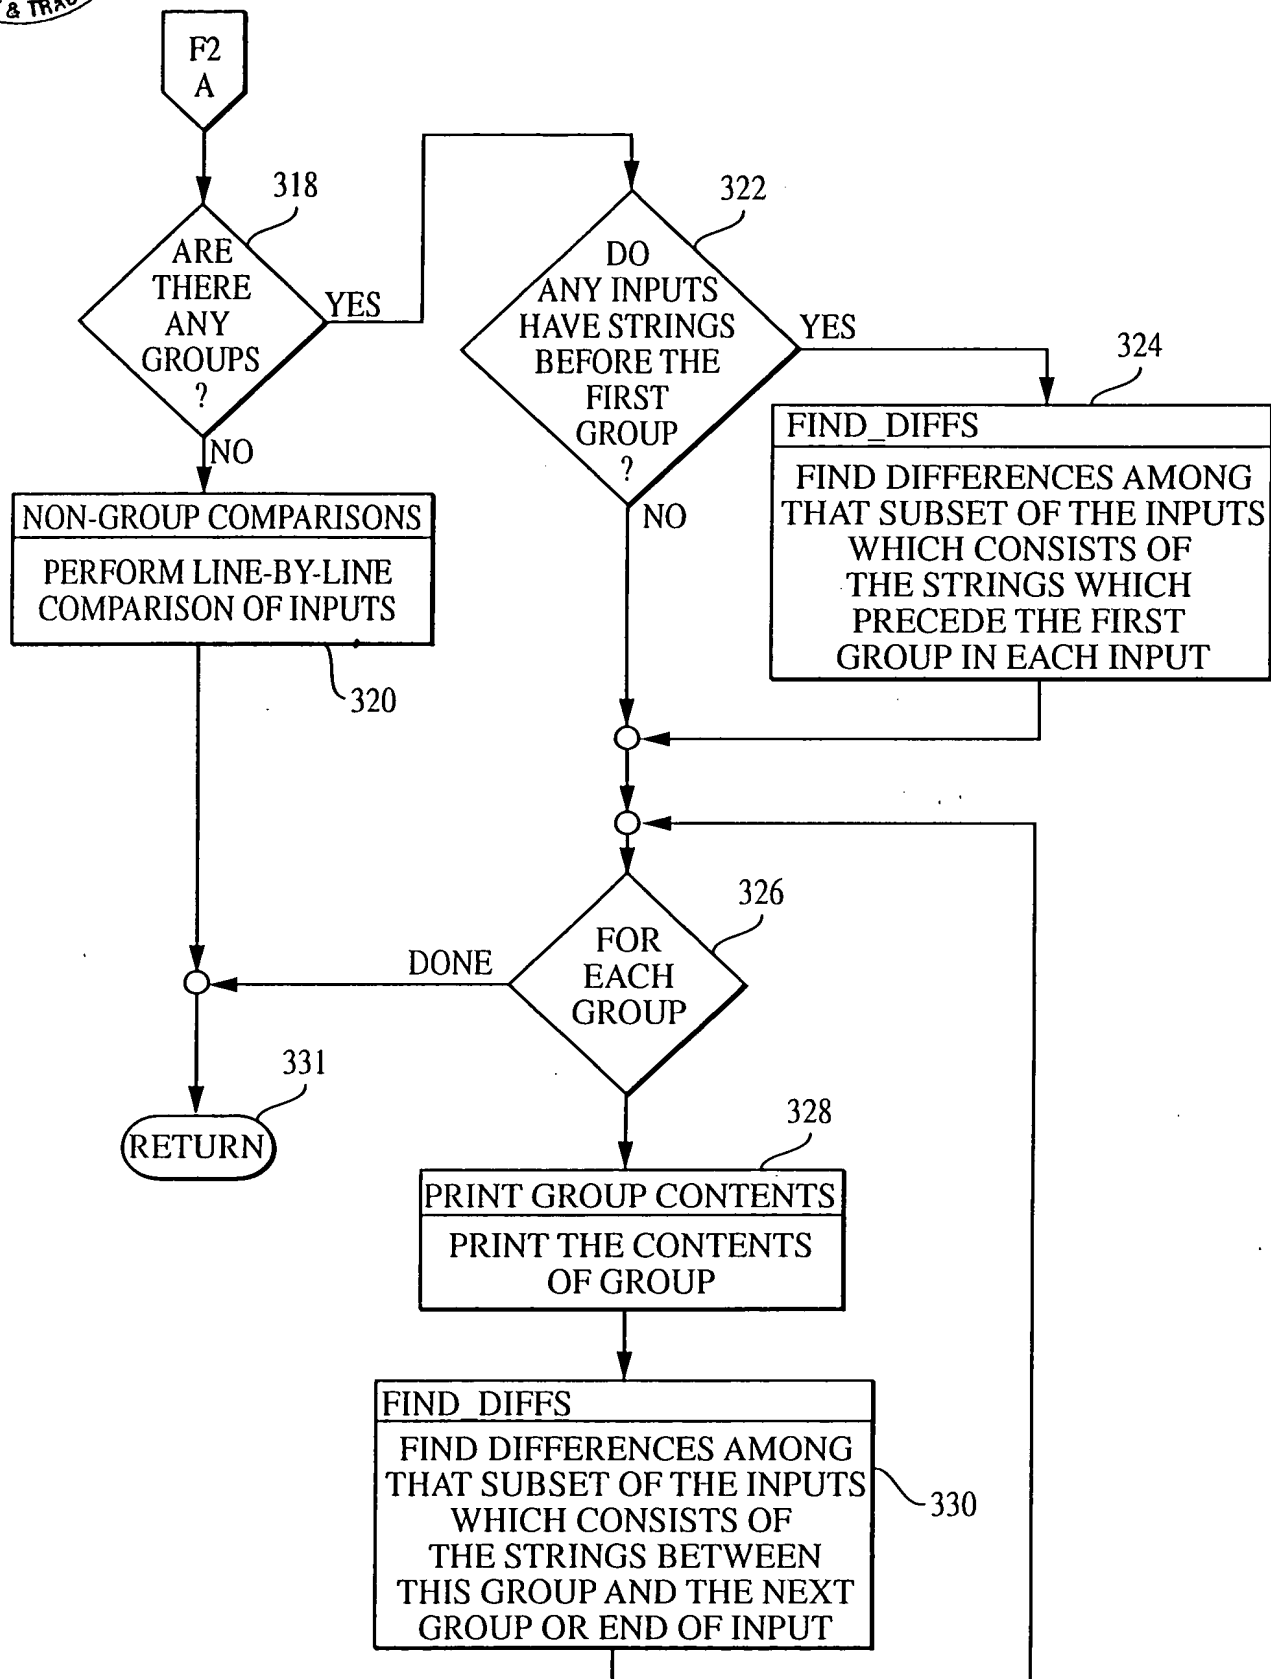 & TRAD
F2
A
318
ARE
THERE
ANY
GROUPS
?
YES
NO
322
DO
ANY INPUTS
HAVE STRINGS
BEFORE THE
FIRST
GROUP
?
YES
NO
324
FIND_DIFFS
FIND DIFFERENCES AMONG
THAT SUBSET OF THE INPUTS
WHICH CONSISTS OF
THE STRINGS WHICH
PRECEDE THE FIRST
GROUP IN EACH INPUT
NON-GROUP COMPARISONS
PERFORM LINE-BY-LINE
COMPARISON OF INPUTS
320
326
FOR
EACH
GROUP
DONE
331
RETURN
328
PRINT GROUP CONTENTS
PRINT THE CONTENTS
OF GROUP
FIND_DIFFS
FIND DIFFERENCES AMONG
THAT SUBSET OF THE INPUTS
WHICH CONSISTS OF
THE STRINGS BETWEEN
THIS GROUP AND THE NEXT
GROUP OR END OF INPUT
330